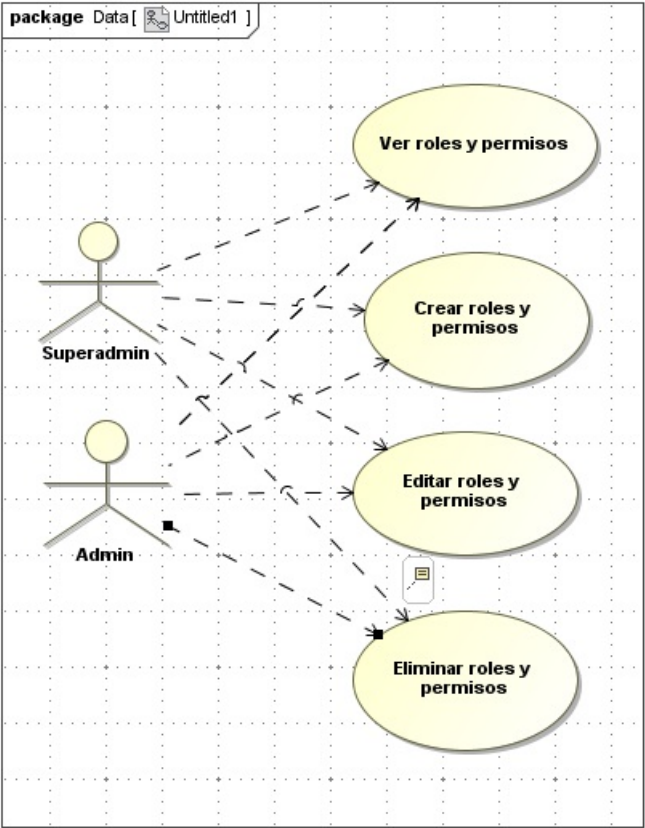 package Data[ Untitled1 ]
Ver roles y permisos
Crear roles y
permisos
Superadmin
Editar roles y
permisos
Admin
Eliminar roles y
permisos